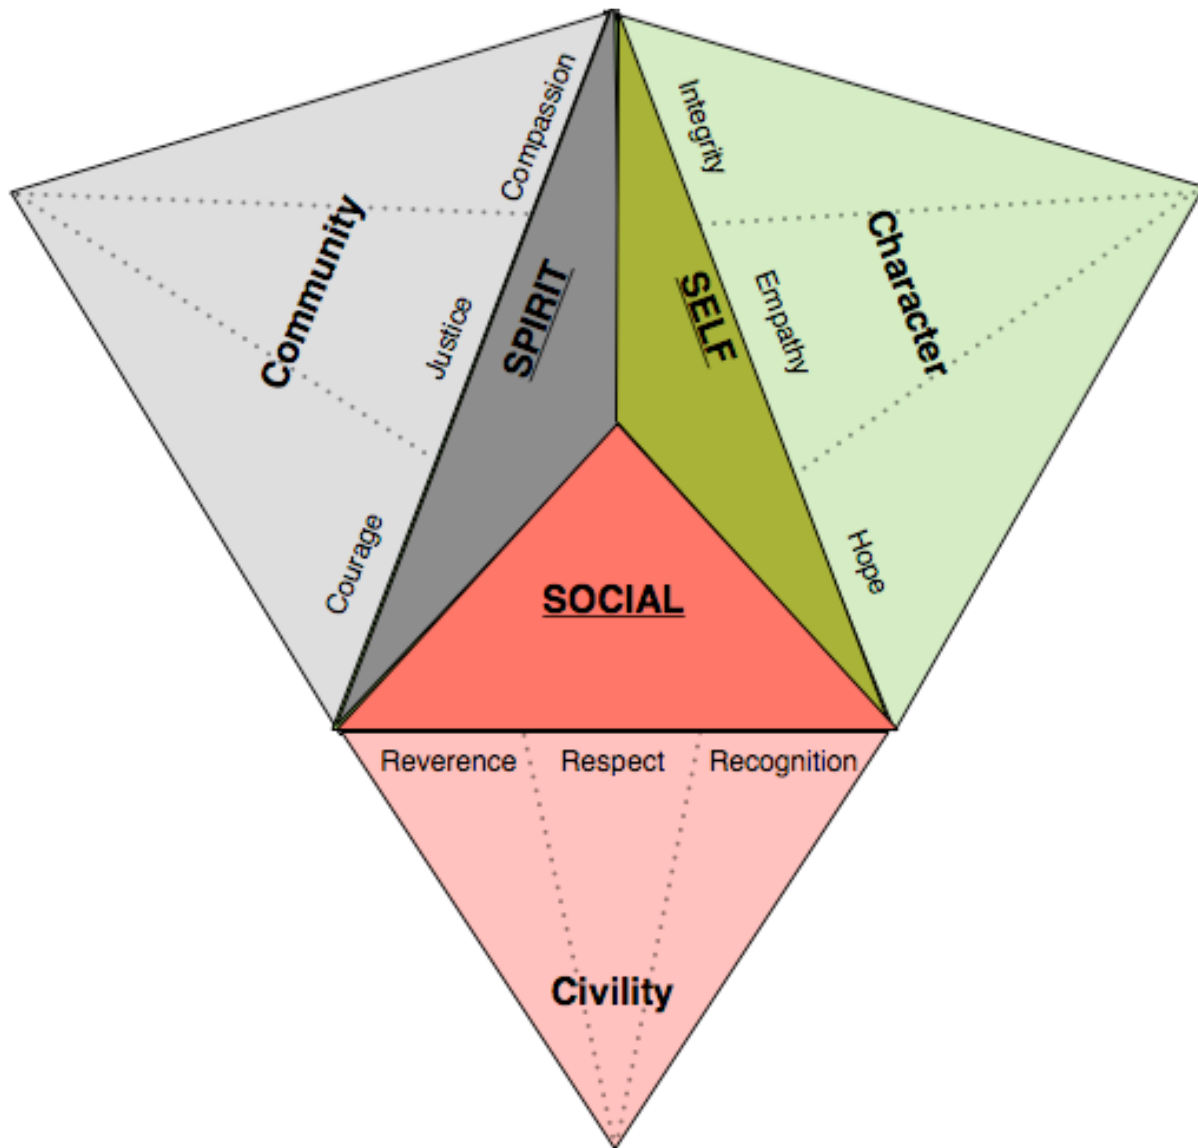 Compassion
Justice
Courage
Community
SPIRIT
SELF
Integrity
Empathy
Hope
Character
SOCIAL
Reverence
Respect
Recognition
Civility